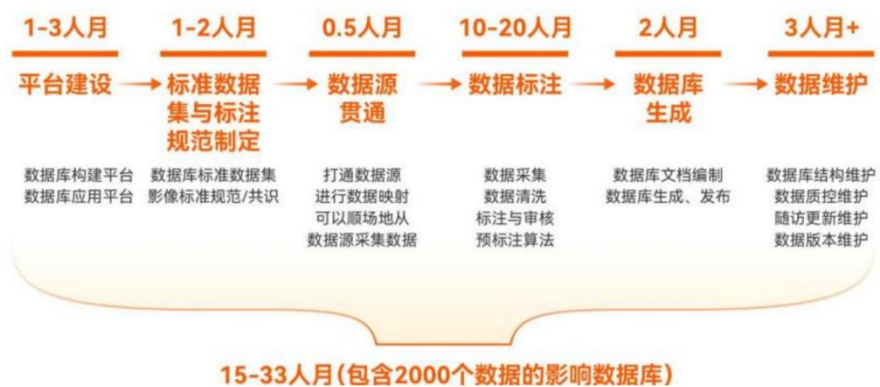 1-3人月
1-2人月
0.5人月
10-20人月
2人月
3人月+
平台建设
标准数据
集与标注
规范制定
数据源
贯通
数据标注
数据库
生成
数据维护
数据库构建平台
数据库应用平台
数据库标准数据集
影像标准规范/共识
打通数据源
进行数据映射
可以顺场地从
数据源采集数据
数据采集
数据清洗
标注与审核
预标注算法
数据库文档编制
数据库生成、发布
数据库结构维护
数据质控维护
随访更新维护
数据版本维护
15-33人月(包含2000个数据的影响数据库)